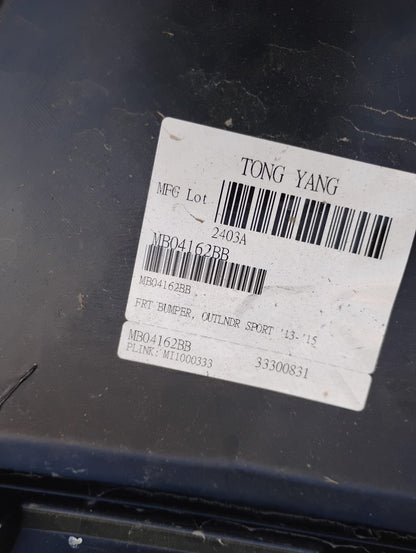 TONG YANG
MFG Lot
2403A
MB04162BB
MB04162BB
FRT BUMPER, OUTLNDR SPORT '13-'15
MB04162BB
PLINK: MI1000333 33300831